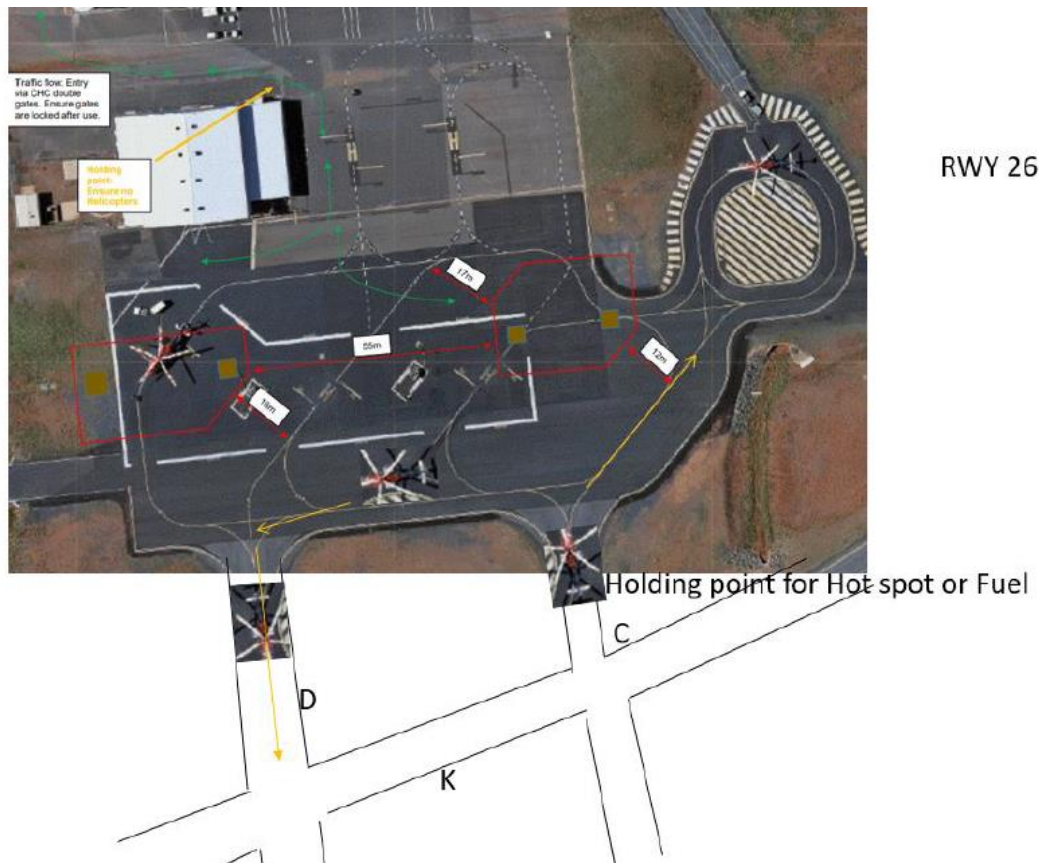 Traffic flow: Entry
via CHC double
gates. Ensure gates
are locked after use.
Holding
point:
Ensure no
Helicopters
RWY 26
17m
55m
12m
Holding point for Hot spot or Fuel
C
D
K